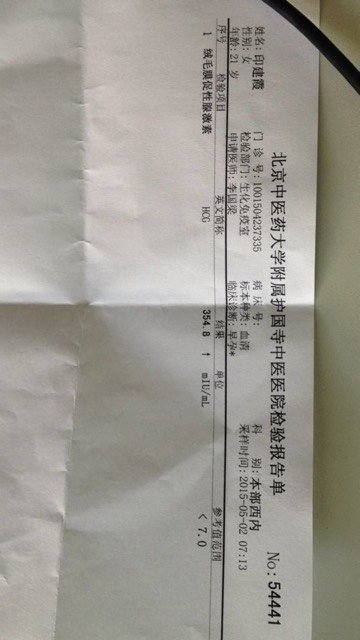 北京中医药大学附属护国寺中医医院检验报告单 No: 54441
姓名: 印建霞 门 诊 号: 1001504237335 病 床 号: 科 别: 本部西内
性别: 女 检验部门: 生化免疫室 标本种类: 血清 采样时间: 2015-05-02 07:13
年龄: 21 岁 申请医师: 李国梁 临床诊断: 早孕*
序号 检验项目 英文简称 结果 单位 参考值范围
1 绒毛膜促性腺激素 HCG 354.8 ↑ mIU/mL < 7.0